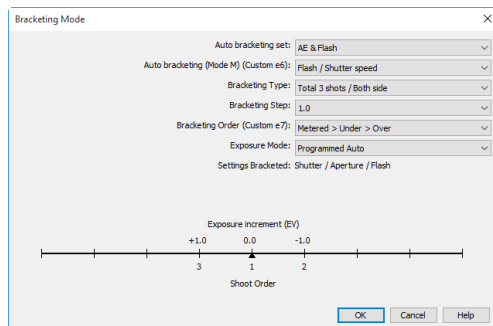 Bracketing Mode
Auto bracketing set: AE & Flash
Auto bracketing (Mode M) (Custom e6): Flash / Shutter speed
Bracketing Type: Total 3 shots / Both side
Bracketing Step: 1.0
Bracketing Order (Custom e7): Metered > Under > Over
Exposure Mode: Programmed Auto
Settings Bracketed: Shutter / Aperture / Flash
Exposure increment (EV)
+1.0 0.0 -1.0
3 1 2
Shoot Order
OK Cancel Help